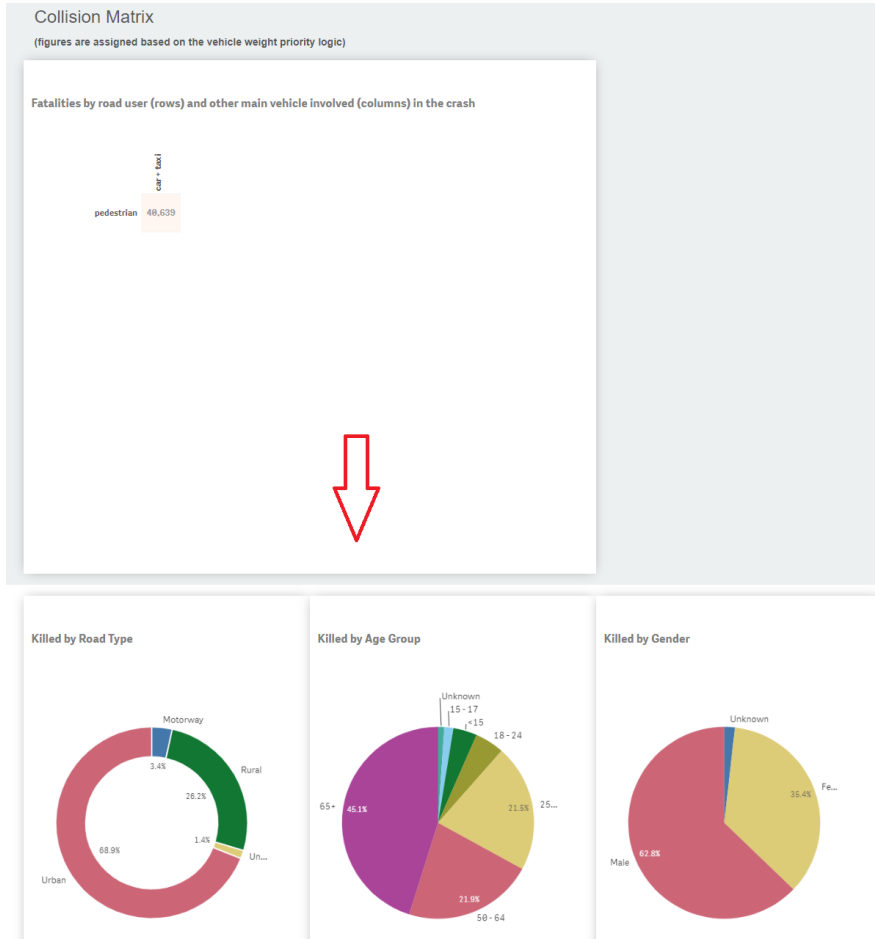 Collision Matrix
(figures are assigned based on the vehicle weight priority logic)
Fatalities by road user (rows) and other main vehicle involved (columns) in the crash
car + taxi
pedestrian 40,639
Killed by Road Type
Motorway
3.4%
Rural
26.2%
1.4%
Un...
68.9%
Urban
Killed by Age Group
Unknown
15 - 17
<15
18 - 24
65+ 45.1%
21.5% 25...
21.9%
50 - 64
Killed by Gender
Unknown
35.4% Fe...
Male 62.8%